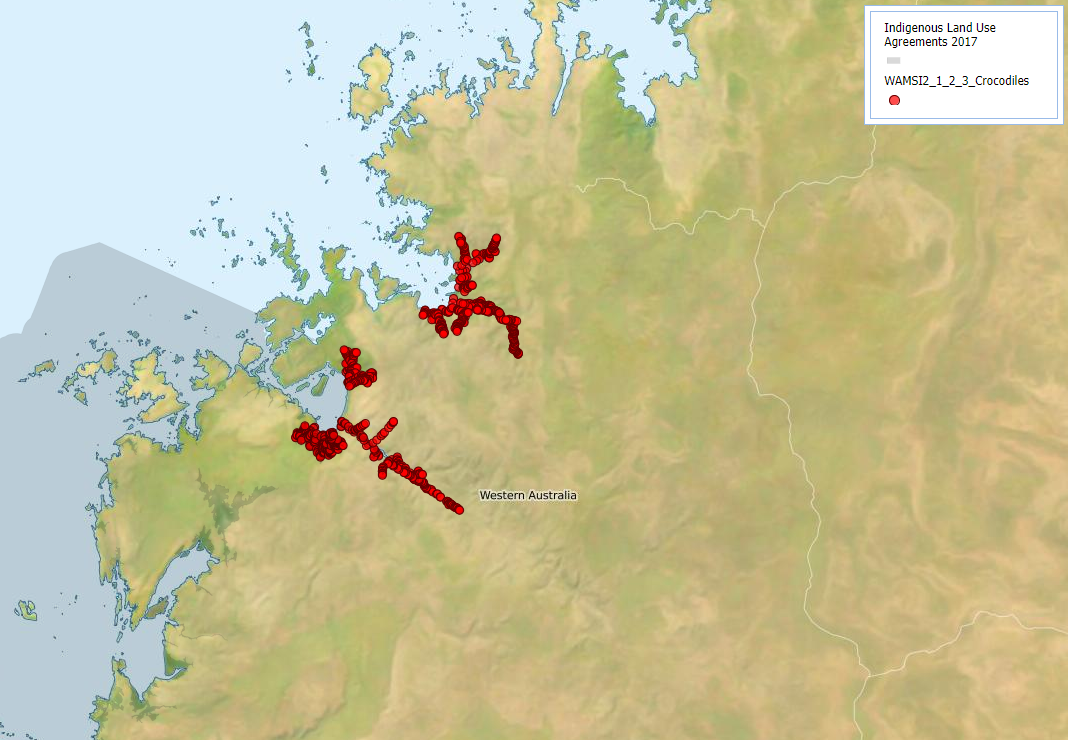 Indigenous Land Use
Agreements 2017
WAMSI2_1_2_3_Crocodiles
Western Australia